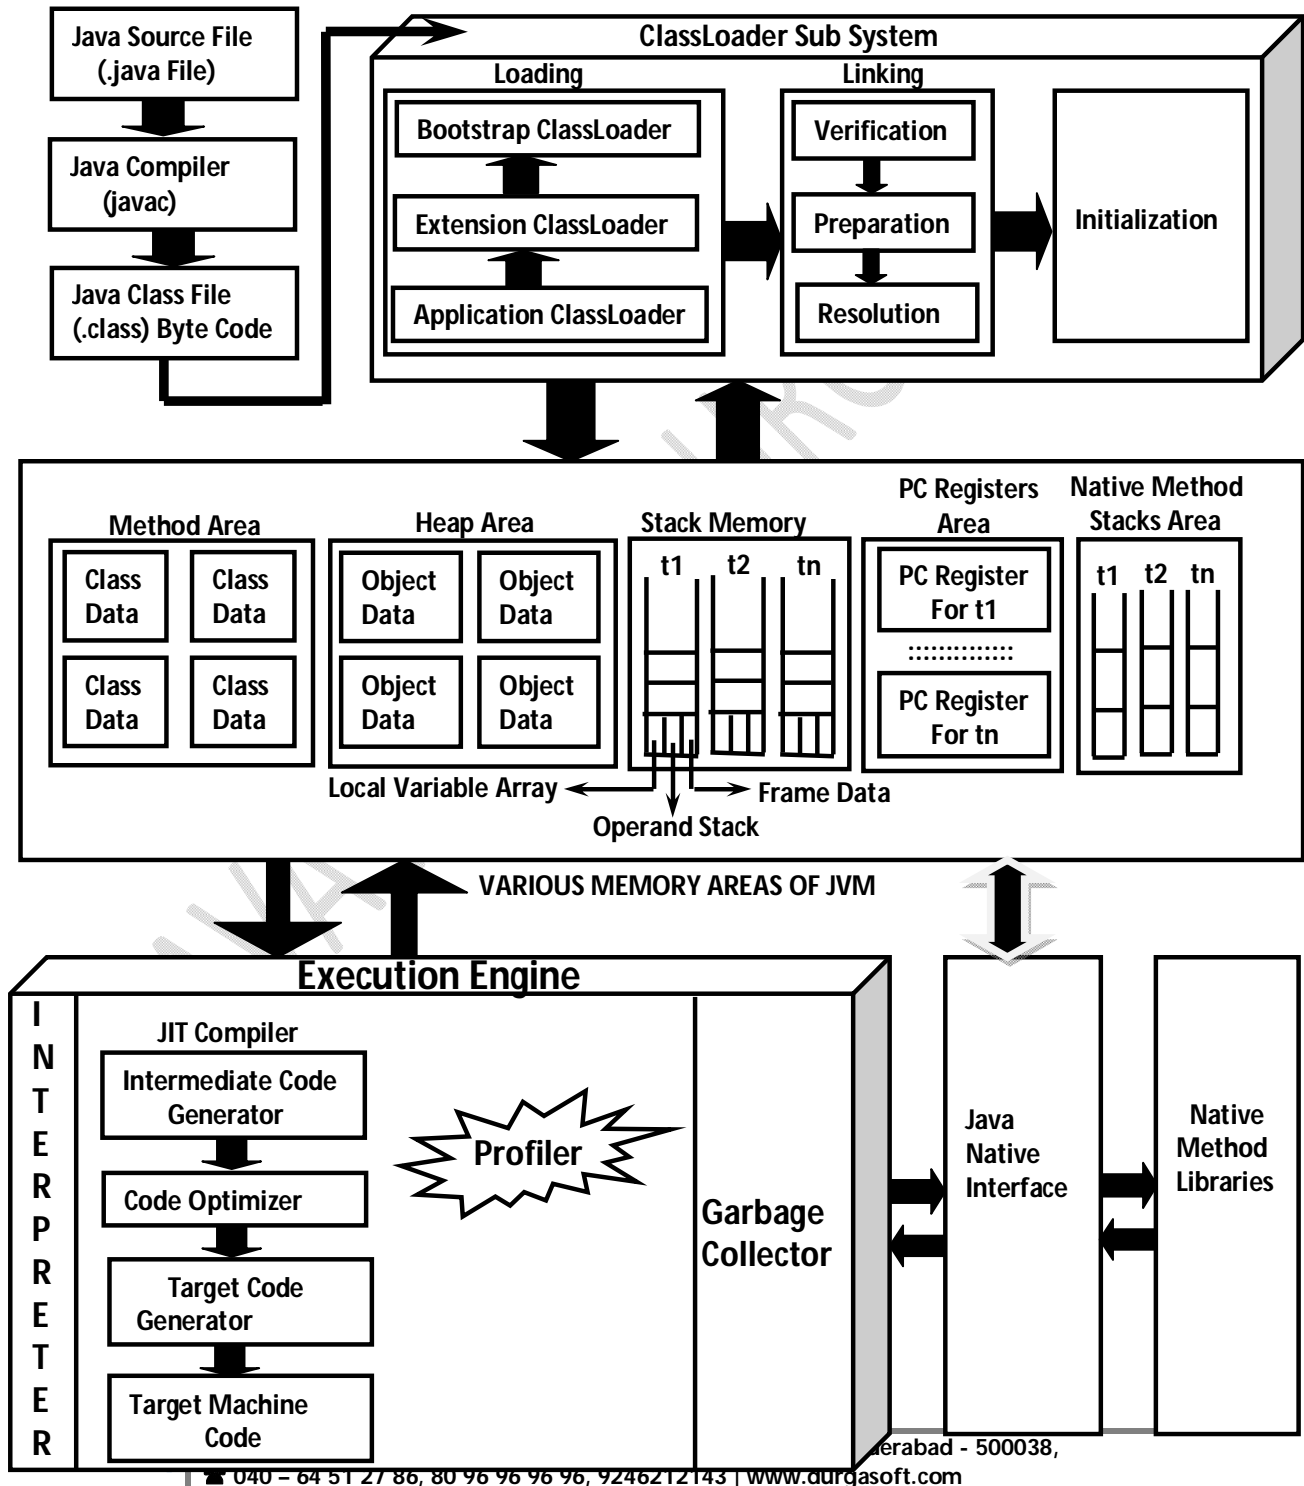 Java Source File
(.java File)
Java Compiler
(javac)
Java Class File
(.class) Byte Code
ClassLoader Sub System
Loading
Bootstrap ClassLoader
Extension ClassLoader
Application ClassLoader
Linking
Verification
Preparation
Resolution
Initialization
Method Area
Class
Data
Class
Data
Class
Data
Class
Data
Heap Area
Object
Data
Object
Data
Object
Data
Object
Data
Stack Memory
t1 t2 tn
Local Variable Array
Operand Stack
Frame Data
PC Registers
Area
PC Register
For t1
::::::::::::::
PC Register
For tn
Native Method
Stacks Area
t1 t2 tn
VARIOUS MEMORY AREAS OF JVM
Execution Engine
INTERPRETER
JIT Compiler
Intermediate Code
Generator
Code Optimizer
Target Code
Generator
Target Machine
Code
Profiler
Garbage
Collector
Java
Native
Interface
Native
Method
Libraries
- 500038,
☎ 040 – 64 51 27 86, 80 96 96 96 96, 9246212143 | www.durgasoft.com